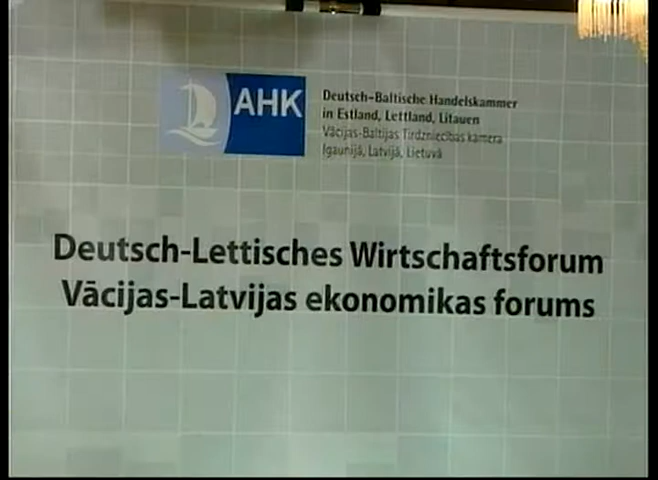 AHK
Deutsch-Baltische Handelskammer
in Estland, Lettland, Litauen
Vācijas-Baltijas Tirdzniecības kamera
Igaunijā, Latvijā, Lietuvā
Deutsch-Lettisches Wirtschaftsforum
Vācijas-Latvijas ekonomikas forums